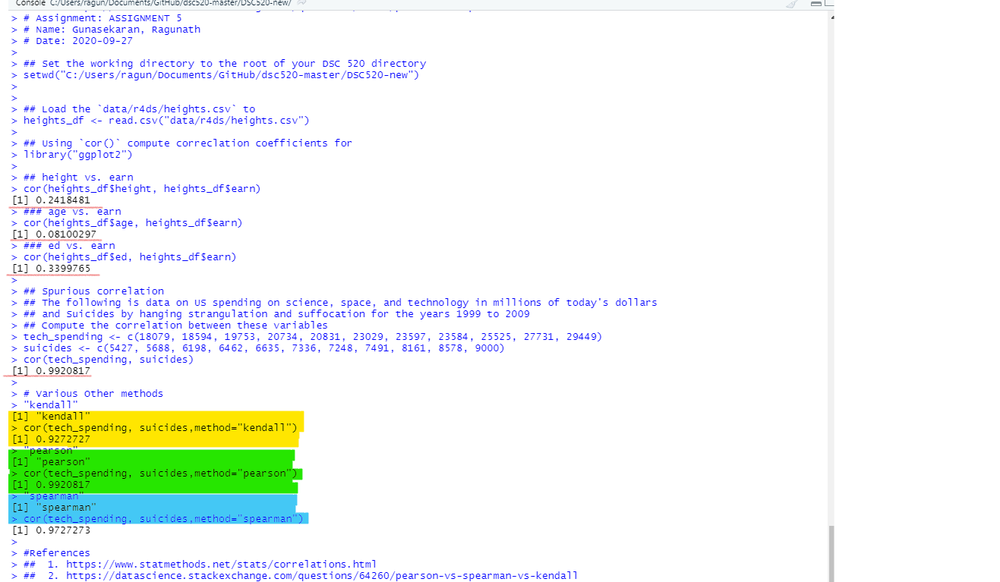 Console C:/Users/ragun/Documents/GitHub/dsc520-master/DSC520-new/
> # Assignment: ASSIGNMENT 5
> # Name: Gunasekaran, Ragunath
> # Date: 2020-09-27
>
> ## Set the working directory to the root of your DSC 520 directory
> setwd("C:/Users/ragun/Documents/GitHub/dsc520-master/DSC520-new")
>
>
> ## Load the `data/r4ds/heights.csv` to
> heights_df <- read.csv("data/r4ds/heights.csv")
>
> ## Using `cor()` compute correclation coefficients for
> library("ggplot2")
>
> ## height vs. earn
> cor(heights_df$height, heights_df$earn)
[1] 0.2418481
> ### age vs. earn
> cor(heights_df$age, heights_df$earn)
[1] 0.08100297
> ### ed vs. earn
> cor(heights_df$ed, heights_df$earn)
[1] 0.3399765
>
> ## Spurious correlation
> ## The following is data on US spending on science, space, and technology in millions of today's dollars
> ## and Suicides by hanging strangulation and suffocation for the years 1999 to 2009
> ## Compute the correlation between these variables
> tech_spending <- c(18079, 18594, 19753, 20734, 20831, 23029, 23597, 23584, 25525, 27731, 29449)
> suicides <- c(5427, 5688, 6198, 6462, 6635, 7336, 7248, 7491, 8161, 8578, 9000)
> cor(tech_spending, suicides)
[1] 0.9920817
>
> # Various Other methods
> "kendall"
[1] "kendall"
> cor(tech_spending, suicides,method="kendall")
[1] 0.9272727
> "pearson"
[1] "pearson"
> cor(tech_spending, suicides,method="pearson")
[1] 0.9920817
> "spearman"
[1] "spearman"
> cor(tech_spending, suicides,method="spearman")
[1] 0.9727273
>
> #References
> ##  1. https://www.statmethods.net/stats/correlations.html
> ##  2. https://datascience.stackexchange.com/questions/64260/pearson-vs-spearman-vs-kendall